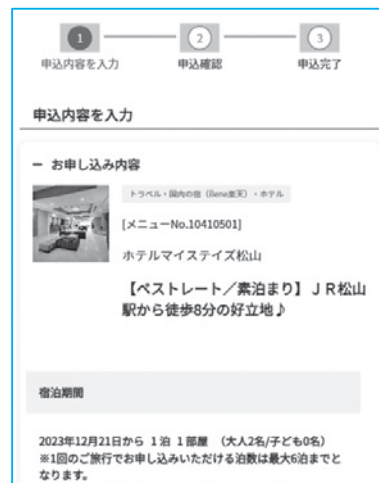 1 2 3
申込内容を入力 申込確認 申込完了
申込内容を入力
− お申し込み内容
トラベル・国内の宿（Bene楽天）・ホテル
[メニューNo.10410501]
ホテルマイステイズ松山
【ベストレート／素泊まり】ＪＲ松山
駅から徒歩8分の好立地♪
宿泊期間
2023年12月21日から 1泊 1部屋 （大人2名/子ども0名）
※1回のご旅行でお申し込みいただける泊数は最大6泊までと
なります。